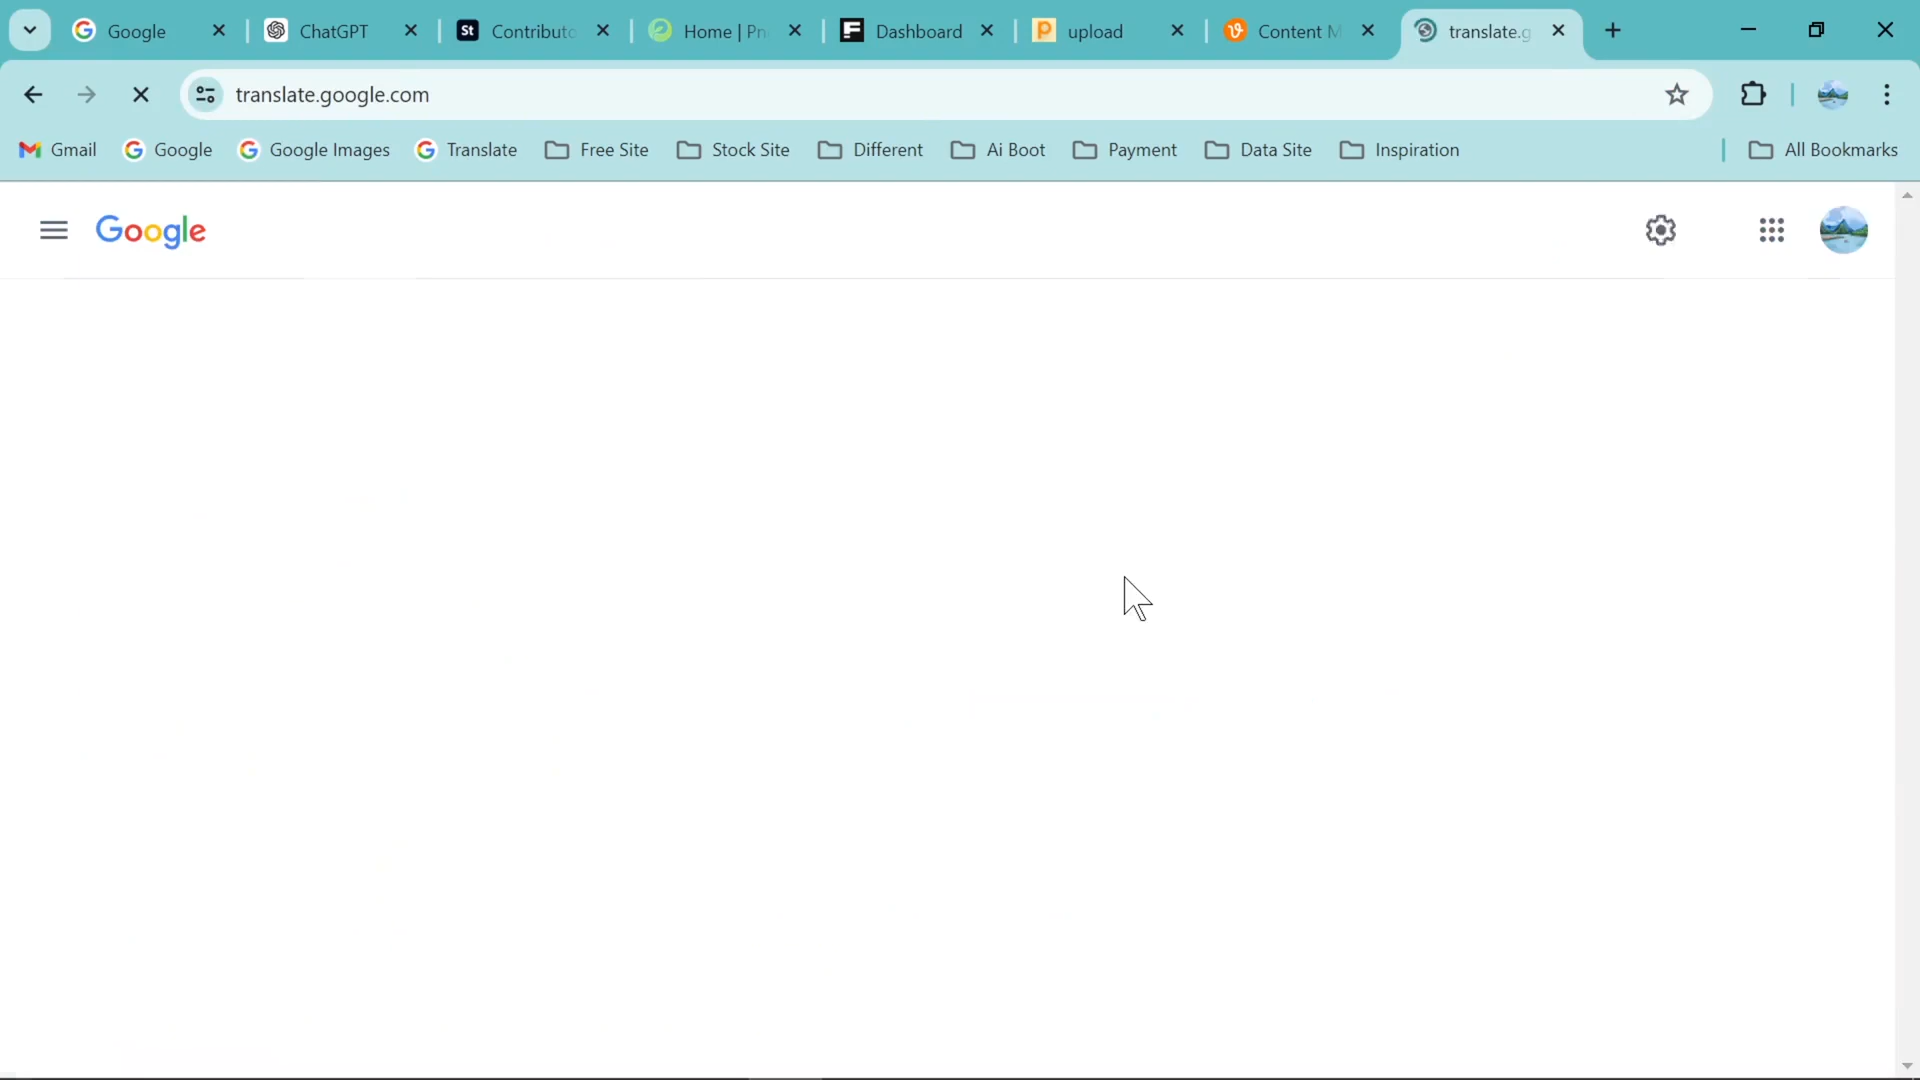 Google
ChatGPT
Contributo
Home | Pn
Dashboard
upload
Content M
translate.g
translate.google.com
Gmail
Google
Google Images
Translate
Free Site
Stock Site
Different
Ai Boot
Payment
Data Site
Inspiration
All Bookmarks
Google